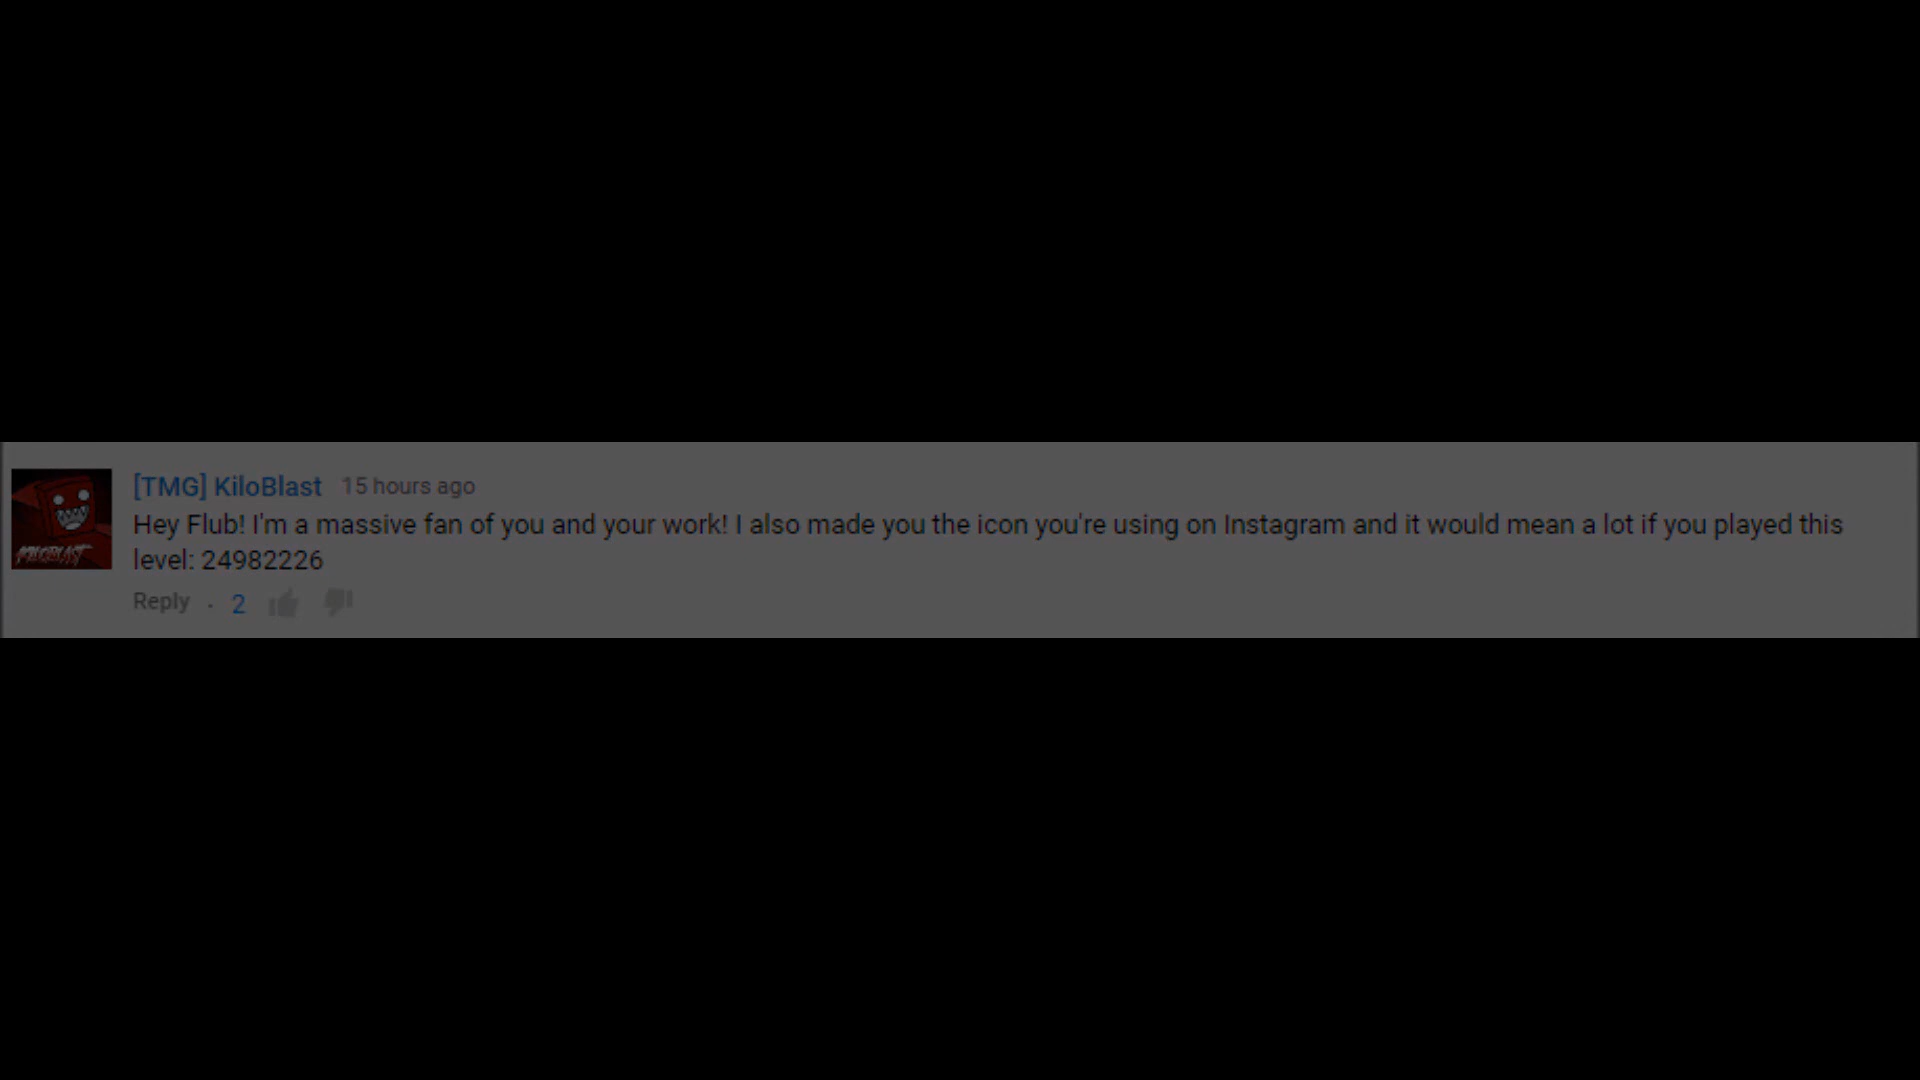 [TMG] KiloBlast 15 hours ago
Hey Flub! I'm a massive fan of you and your work! I also made you the icon you're using on Instagram and it would mean a lot if you played this
level: 24982226
Reply . 2